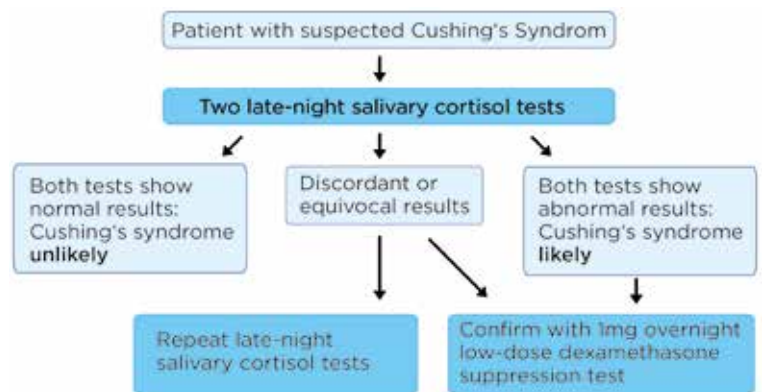 Patient with suspected Cushing's Syndrom
Two late-night salivary cortisol tests
Both tests show
normal results:
Cushing's syndrome
unlikely
Discordant or
equivocal results
Both tests show
abnormal results:
Cushing's syndrome
likely
Repeat late-night
salivary cortisol tests
Confirm with 1mg overnight
low-dose dexamethasone
suppression test